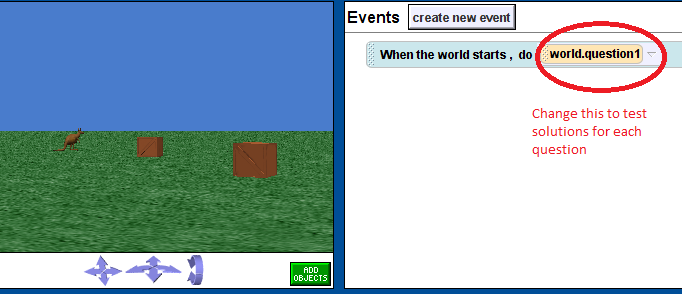 Events create new event
When the world starts , do world.question1
Change this to test
solutions for each
question
ADD
OBJECTS